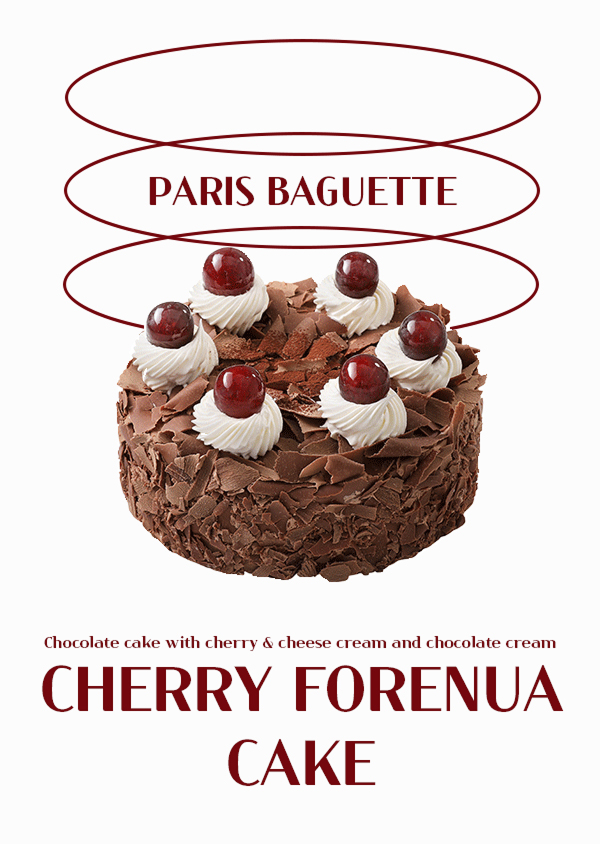 PARIS BAGUETTE
Chocolate cake with cherry & cheese cream and chocolate cream
CHERRY FORENUA
CAKE